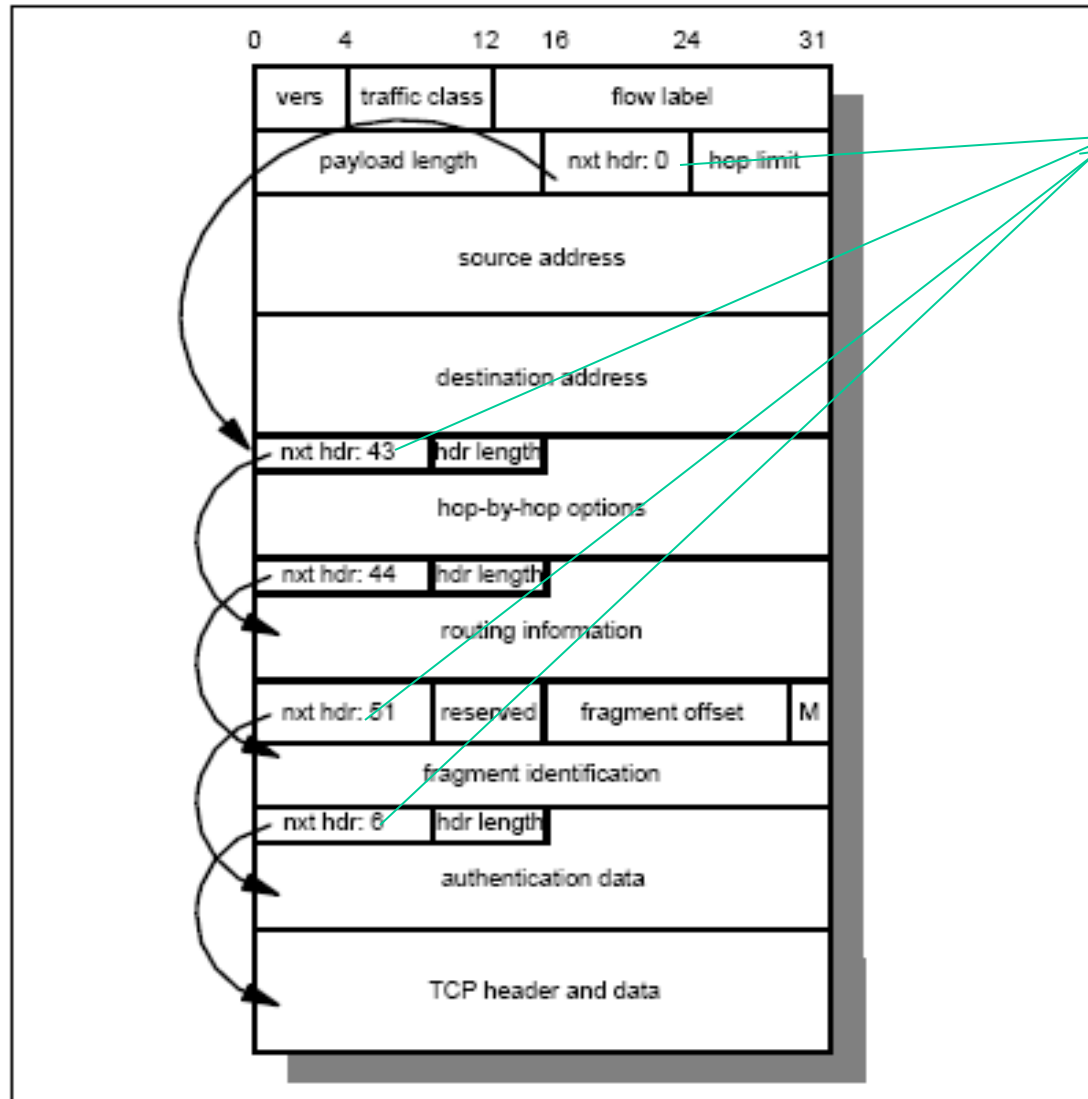 0 4 12 16 24 31
vers traffic class flow label
payload length nxt hdr: 0 hop limit
source address
destination address
nxt hdr: 43 hdr length
hop-by-hop options
nxt hdr: 44 hdr length
routing information
nxt hdr: 51 reserved fragment offset M
fragment identification
nxt hdr: 6 hdr length
authentication data
TCP header and data